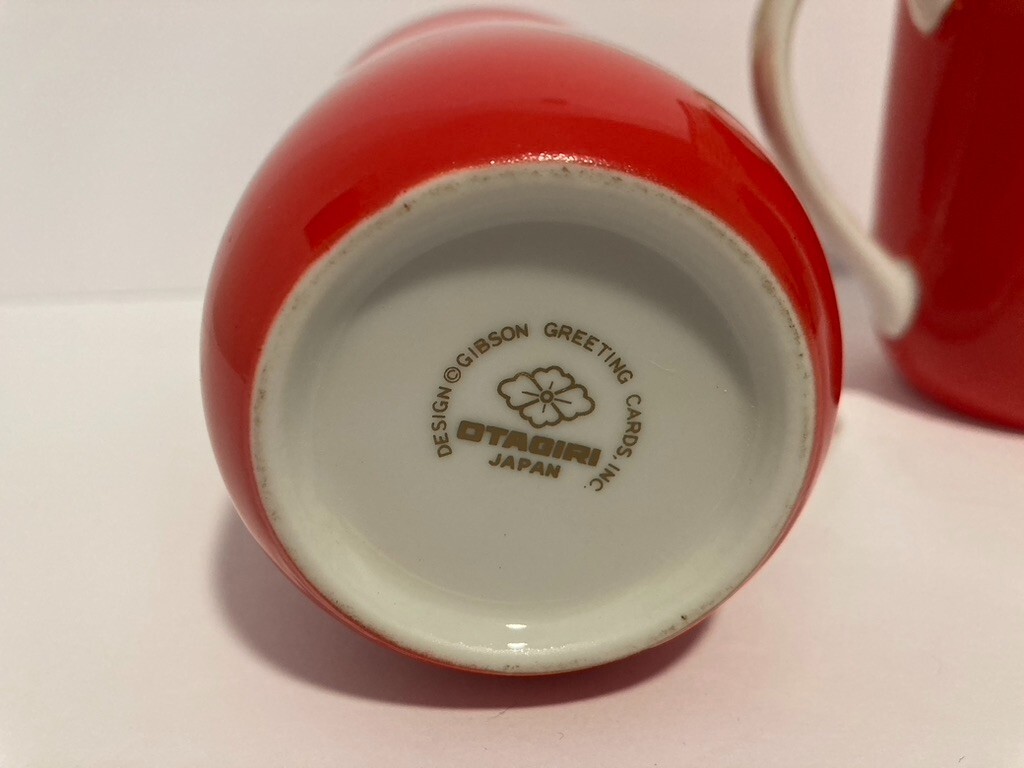 DESIGN © GIBSON GREETING CARDS, INC.
OTAGIRI
JAPAN